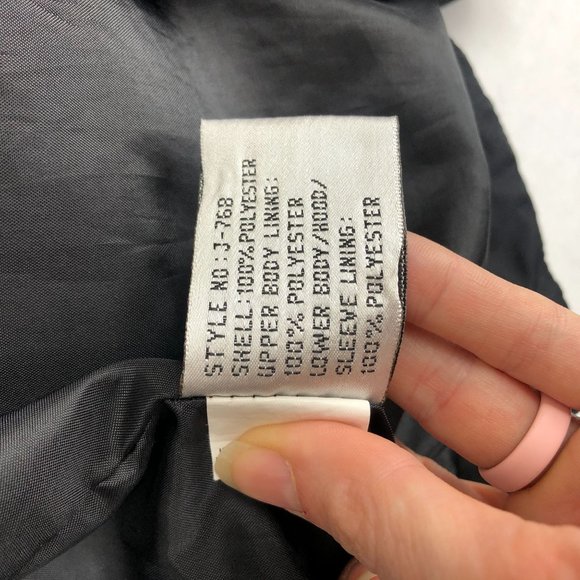 STYLE NO:J-768
SHELL:100%POLYESTER
UPPER BODY LINING:
100% POLYESTER
LOWER BODY/HOOD/
SLEEVE LINING:
100% POLYESTER